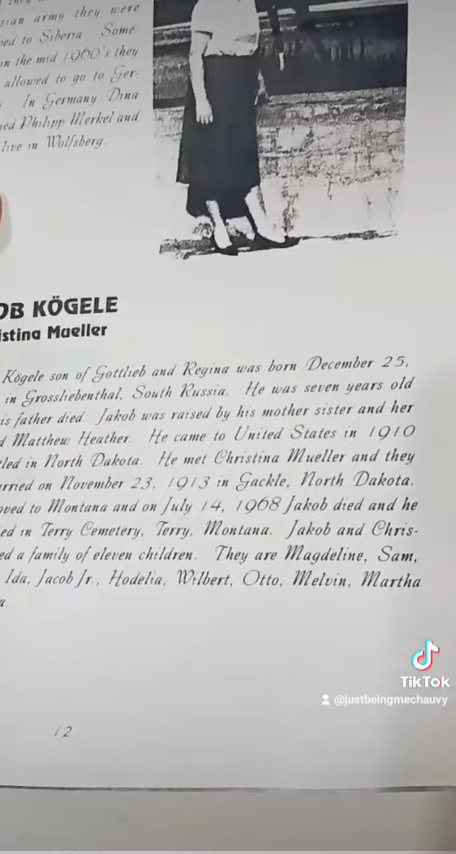 sian army they were
ved to Siberia Some
n the mid 1960's they
allowed to go to Ger-
In Germany Dina
ied Philipp Merkel and
live in Wolfsberg.
OB KÖGELE
istina Mueller
Kögele son of Gottlieb and Regina was born December 25,
in Grossliebenthal, South Russia. He was seven years old
is father died. Jakob was raised by his mother sister and her
d Matthew Heather. He came to United States in 1910
tled in North Dakota. He met Christina Mueller and they
rried on November 23, 1913 in Gackle, North Dakota.
oved to Montana and on July 14, 1968 Jakob died and he
ied in Terry Cemetery, Terry, Montana. Jakob and Chris-
ed a family of eleven children. They are Magdeline, Sam,
Ida, Jacob Jr., Hodelia, Wilbert, Otto, Melvin, Martha
a.
TikTok
@justbeingmechauvy
12